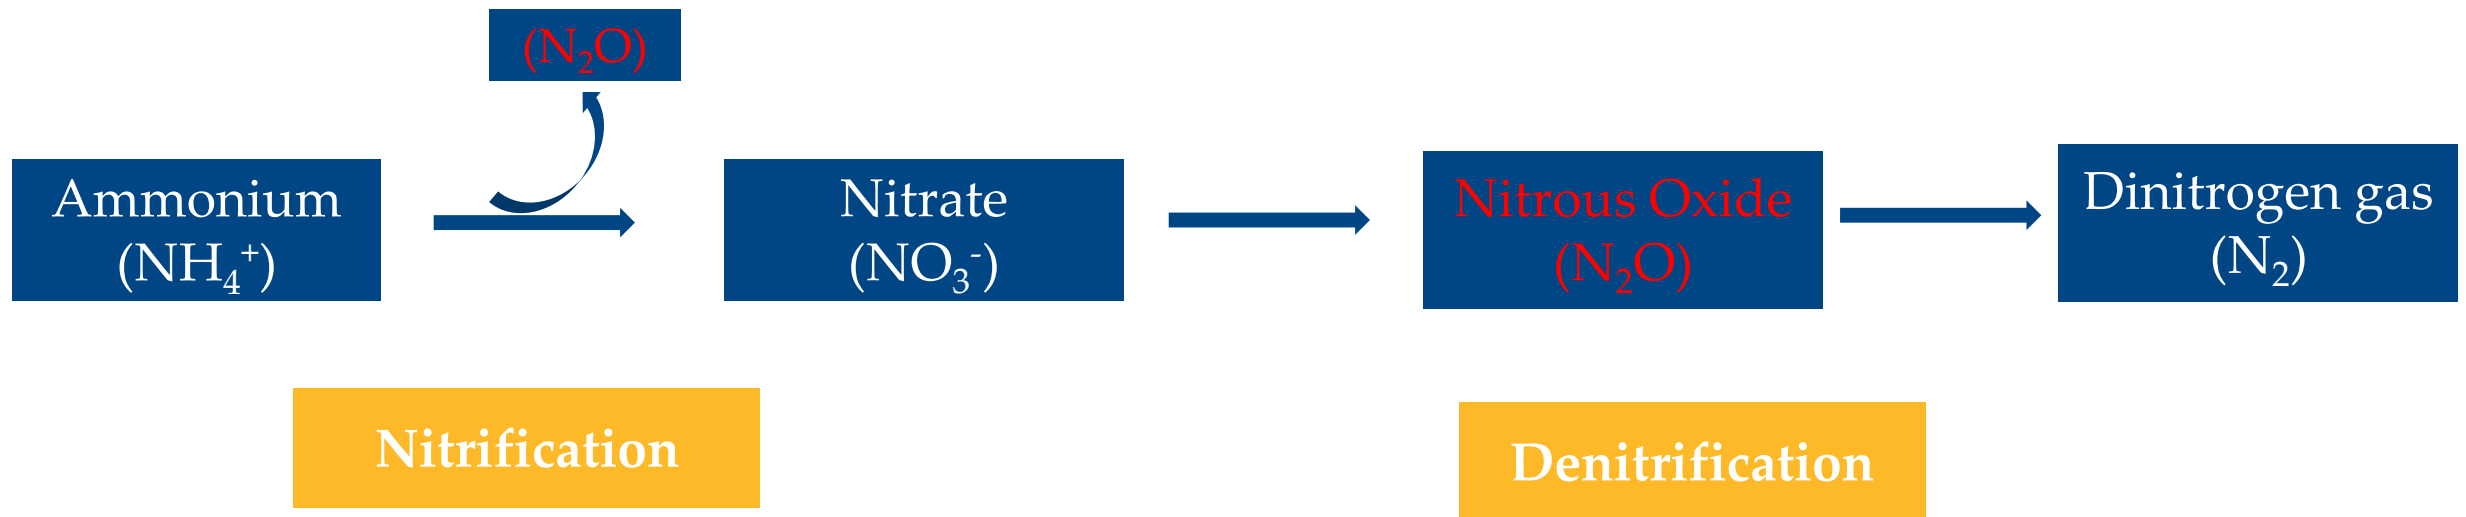 (N₂O)
Ammonium
(NH₄⁺)
Nitrate
(NO₃⁻)
Nitrous Oxide
(N₂O)
Dinitrogen gas
(N₂)
Nitrification
Denitrification